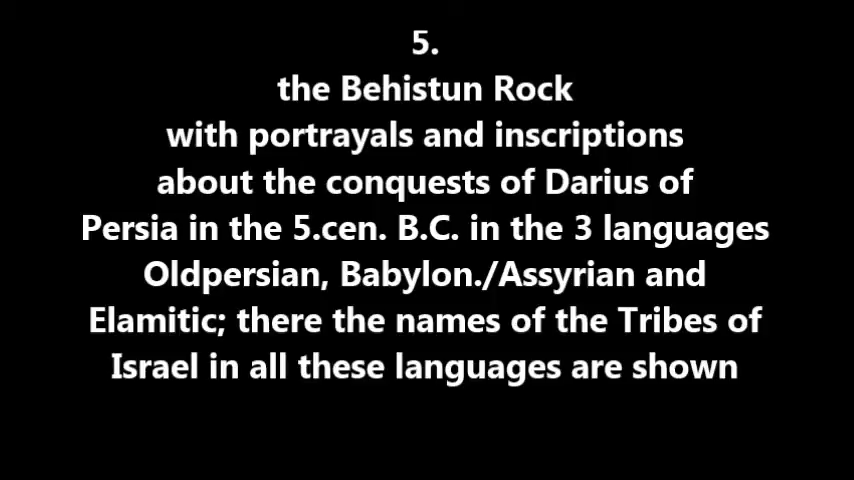 5.
the Behistun Rock
with portrayals and inscriptions
about the conquests of Darius of
Persia in the 5.cen. B.C. in the 3 languages
Oldpersian, Babylon./Assyrian and
Elamitic; there the names of the Tribes of
Israel in all these languages are shown